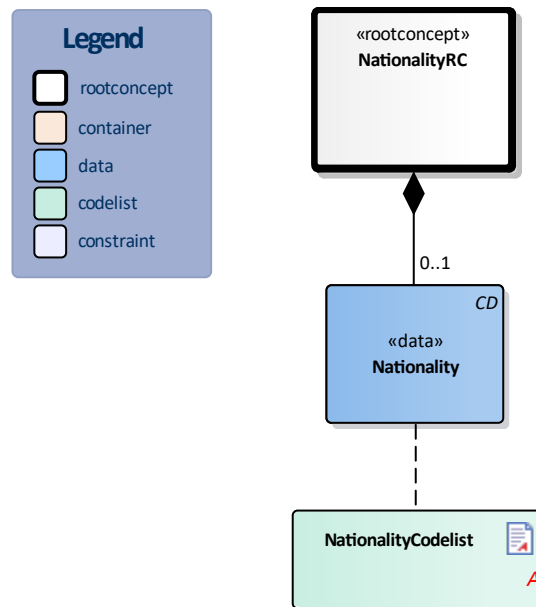 Legend
rootconcept
container
data
codelist
constraint
«rootconcept»
NationalityRC
0..1
CD
«data»
Nationality
NationalityCodelist
A